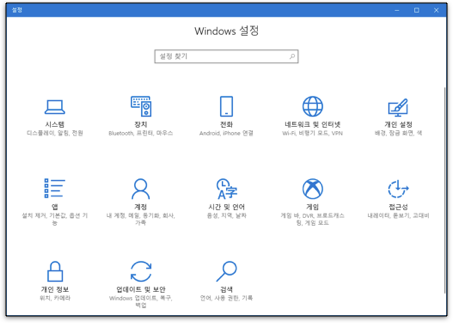 설정
Windows 설정
설정 찾기
시스템
디스플레이, 알림, 전원
장치
Bluetooth, 프린터, 마우스
전화
Android, iPhone 연결
네트워크 및 인터넷
Wi-Fi, 비행기 모드, VPN
개인 설정
배경, 잠금 화면, 색
앱
설치 제거, 기본값, 옵션 기
능
계정
내 계정, 메일, 동기화, 회사,
가족
시간 및 언어
음성, 지역, 날짜
게임
게임 바, DVR, 브로드캐스
팅, 게임 모드
접근성
내레이터, 돋보기, 고대비
개인 정보
위치, 카메라
업데이트 및 보안
Windows 업데이트, 복구,
백업
검색
언어, 사용 권한, 기록